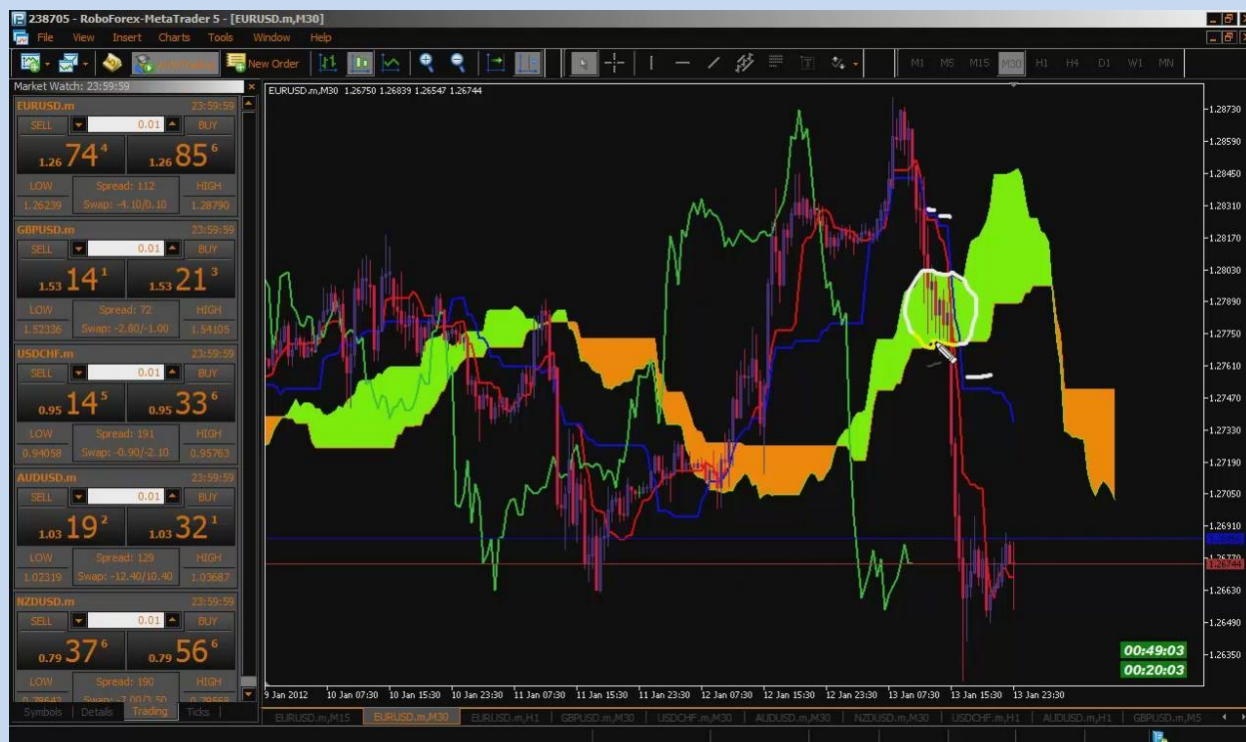 238705 - RoboForex-MetaTrader 5 - [EURUSD.m,M30]
File View Insert Charts Tools Window Help
New Order
M1 M5 M15 M30 H1 H4 D1 W1 MN
Market Watch: 23:59:59
EURUSD.m 23:59:59
SELL 0.01 BUY
1.26 74 4 1.26 85 6
LOW Spread: 112 HIGH
1.26239 Swap: -4.10/0.10 1.28790
GBPUSD.m 23:59:59
SELL 0.01 BUY
1.53 14 1 1.53 21 3
LOW Spread: 72 HIGH
1.52336 Swap: -2.60/-1.00 1.54105
USDCHF.m 23:59:59
SELL 0.01 BUY
0.95 14 5 0.95 33 6
LOW Spread: 191 HIGH
0.94058 Swap: -0.90/-2.10 0.95763
AUDUSD.m 23:59:59
SELL 0.01 BUY
1.03 19 2 1.03 32 1
LOW Spread: 129 HIGH
1.02319 Swap: -12.40/10.40 1.03687
NZDUSD.m 23:59:59
SELL 0.01 BUY
0.79 37 6 0.79 56 6
LOW Spread: 190 HIGH
Symbols Details Trading Ticks
EURUSD.m,M30 1.26750 1.26839 1.26547 1.26744
1.28730
1.28590
1.28450
1.28310
1.28170
1.28030
1.27890
1.27750
1.27610
1.27470
1.27330
1.27190
1.27050
1.26910
1.26770
1.26744
1.26630
1.26490
1.26350
00:49:03
00:20:03
9 Jan 2012 10 Jan 07:30 10 Jan 15:30 10 Jan 23:30 11 Jan 07:30 11 Jan 15:30 11 Jan 23:30 12 Jan 07:30 12 Jan 15:30 12 Jan 23:30 13 Jan 07:30 13 Jan 15:30 13 Jan 23:30
EURUSD.m,M15 EURUSD.m,M30 EURUSD.m,H1 GBPUSD.m,M30 USDCHF.m,M30 AUDUSD.m,M30 NZDUSD.m,M30 USDCHF.m,H1 AUDUSD.m,H1 GBPUSD.m,M5